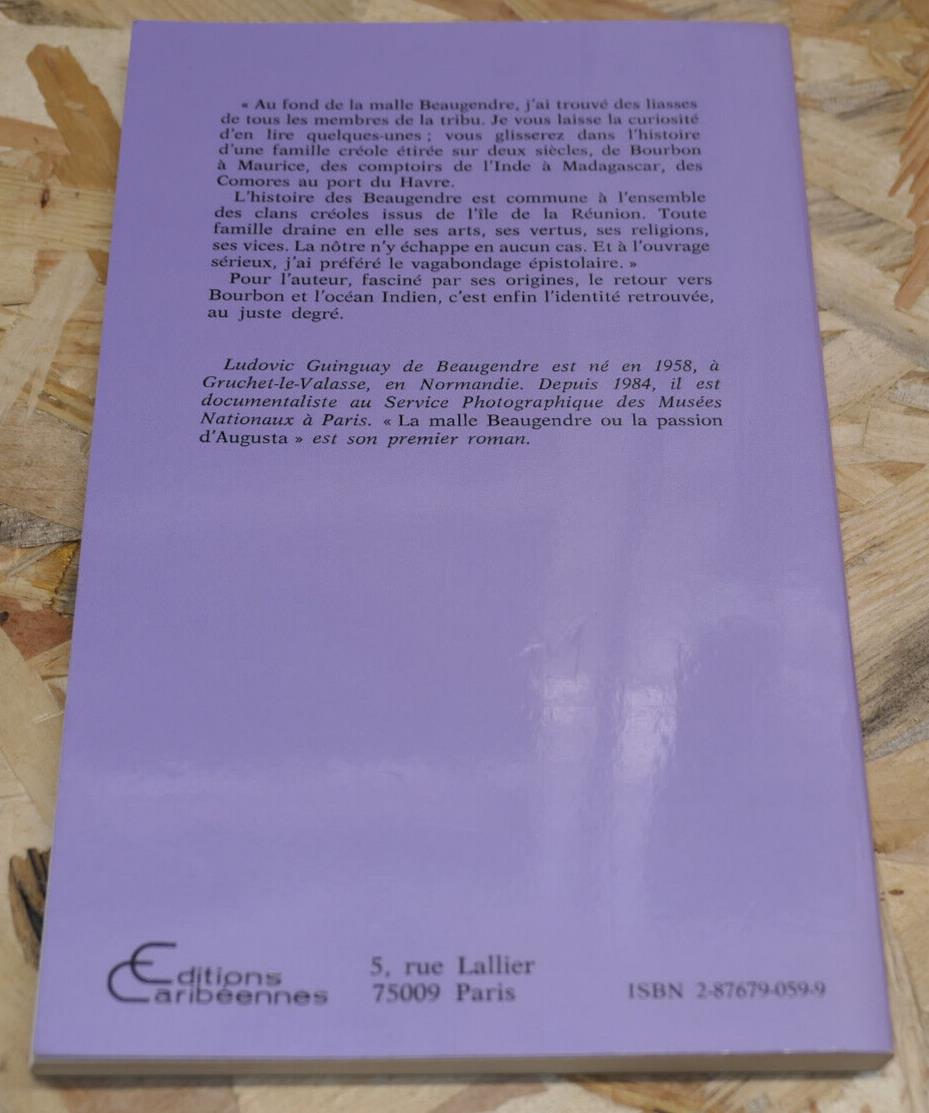 « Au fond de la malle Beaugendre, j'ai trouvé des liasses
de tous les membres de la tribu. Je vous laisse la curiosité
d'en lire quelques-unes ; vous glisserez dans l'histoire
d'une famille créole étirée sur deux siècles, de Bourbon
à Maurice, des comptoirs de l'Inde à Madagascar, des
Comores au port du Havre.
L'histoire des Beaugendre est commune à l'ensemble
des clans créoles issus de l'île de la Réunion. Toute
famille draine en elle ses arts, ses vertus, ses religions,
ses vices. La nôtre n'y échappe en aucun cas. Et à l'ouvrage
sérieux, j'ai préféré le vagabondage épistolaire. »
Pour l'auteur, fasciné par ses origines, le retour vers
Bourbon et l'océan Indien, c'est enfin l'identité retrouvée,
au juste degré.
Ludovic Guinguay de Beaugendre est né en 1958, à
Gruchet-le-Valasse, en Normandie. Depuis 1984, il est
documentaliste au Service Photographique des Musées
Nationaux à Paris. « La malle Beaugendre ou la passion
d'Augusta » est son premier roman.
Editions
Caribéennes
5, rue Lallier
75009 Paris
ISBN 2-87679-059-9